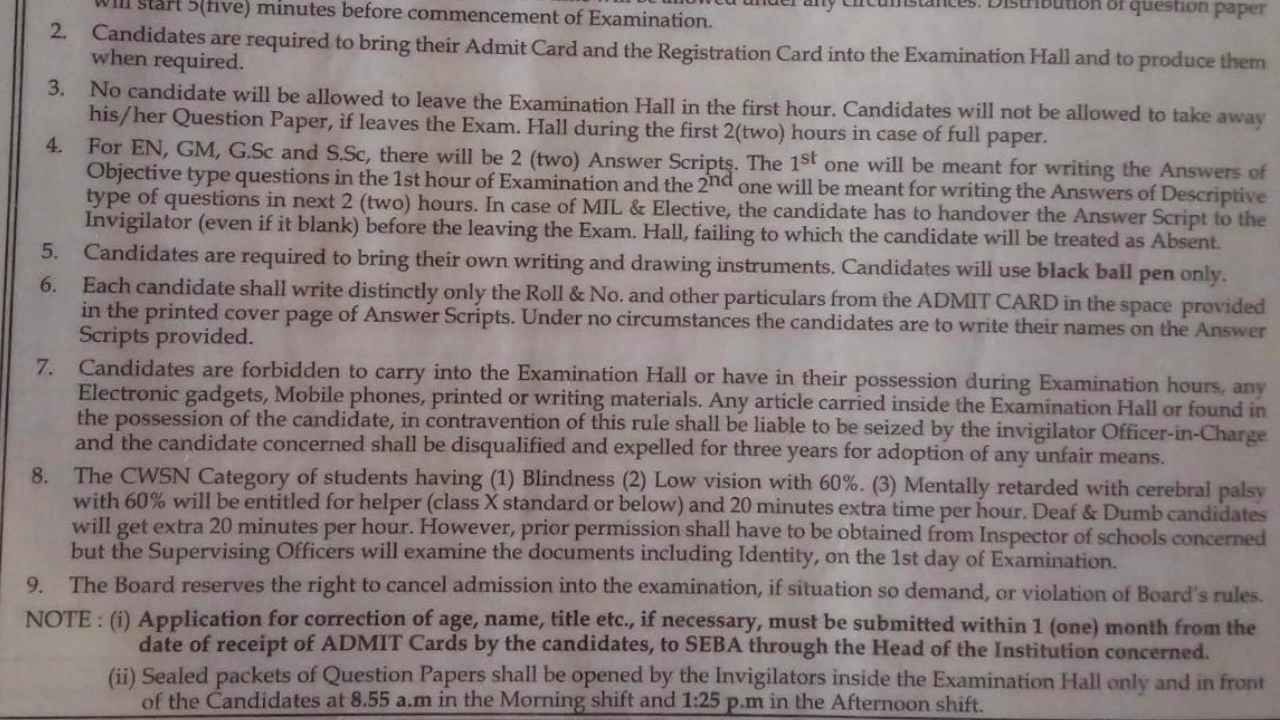 will start 5(five) minutes before commencement of Examination.
under any circumstances. Distribution of question paper
2. Candidates are required to bring their Admit Card and the Registration Card into the Examination Hall and to produce them
when required.
3. No candidate will be allowed to leave the Examination Hall in the first hour. Candidates will not be allowed to take away
his/her Question Paper, if leaves the Exam. Hall during the first 2(two) hours in case of full paper.
4. For EN, GM, G.Sc and S.Sc, there will be 2 (two) Answer Scripts. The 1st one will be meant for writing the Answers of
Objective type questions in the 1st hour of Examination and the 2nd one will be meant for writing the Answers of Descriptive
type of questions in next 2 (two) hours. In case of MIL & Elective, the candidate has to handover the Answer Script to the
Invigilator (even if it blank) before the leaving the Exam. Hall, failing to which the candidate will be treated as Absent.
5. Candidates are required to bring their own writing and drawing instruments. Candidates will use black ball pen only.
6. Each candidate shall write distinctly only the Roll & No. and other particulars from the ADMIT CARD in the space provided
in the printed cover page of Answer Scripts. Under no circumstances the candidates are to write their names on the Answer
Scripts provided.
7. Candidates are forbidden to carry into the Examination Hall or have in their possession during Examination hours, any
Electronic gadgets, Mobile phones, printed or writing materials. Any article carried inside the Examination Hall or found in
the possession of the candidate, in contravention of this rule shall be liable to be seized by the invigilator Officer-in-Charge
and the candidate concerned shall be disqualified and expelled for three years for adoption of any unfair means.
8. The CWSN Category of students having (1) Blindness (2) Low vision with 60%. (3) Mentally retarded with cerebral palsy
with 60% will be entitled for helper (class X standard or below) and 20 minutes extra time per hour. Deaf & Dumb candidates
will get extra 20 minutes per hour. However, prior permission shall have to be obtained from Inspector of schools concerned
but the Supervising Officers will examine the documents including Identity, on the 1st day of Examination.
9. The Board reserves the right to cancel admission into the examination, if situation so demand, or violation of Board's rules.
NOTE : (i) Application for correction of age, name, title etc., if necessary, must be submitted within 1 (one) month from the
date of receipt of ADMIT Cards by the candidates, to SEBA through the Head of the Institution concerned.
(ii) Sealed packets of Question Papers shall be opened by the Invigilators inside the Examination Hall only and in front
of the Candidates at 8.55 a.m in the Morning shift and 1:25 p.m in the Afternoon shift.